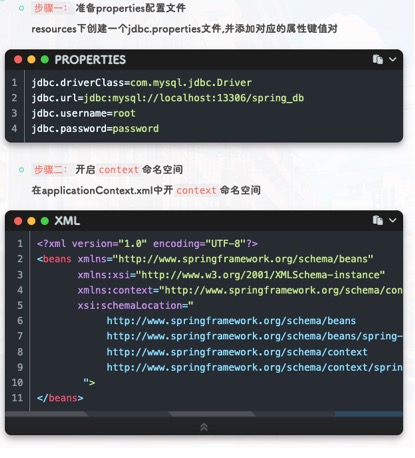 步骤一： 准备properties配置文件
resources下创建一个jdbc.properties文件,并添加对应的属性键值对
PROPERTIES
1 jdbc.driverClass=com.mysql.jdbc.Driver
2 jdbc.url=jdbc:mysql://localhost:13306/spring_db
3 jdbc.username=root
4 jdbc.password=password
步骤二： 开启 context 命名空间
在applicationContext.xml中开 context 命名空间
XML
1 <?xml version="1.0" encoding="UTF-8"?>
2 <beans xmlns="http://www.springframework.org/schema/beans"
3 xmlns:xsi="http://www.w3.org/2001/XMLSchema-instance"
4 xmlns:context="http://www.springframework.org/schema/con
5 xsi:schemaLocation="
6 http://www.springframework.org/schema/beans
7 http://www.springframework.org/schema/beans/spring-
8 http://www.springframework.org/schema/context
9 http://www.springframework.org/schema/context/sprin
10 ">
11 </beans>